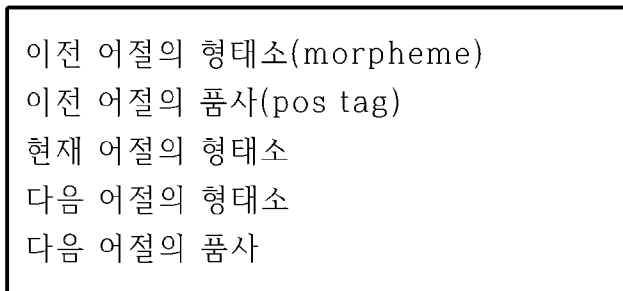 이전 어절의 형태소(morpheme)
이전 어절의 품사(pos tag)
현재 어절의 형태소
다음 어절의 형태소
다음 어절의 품사